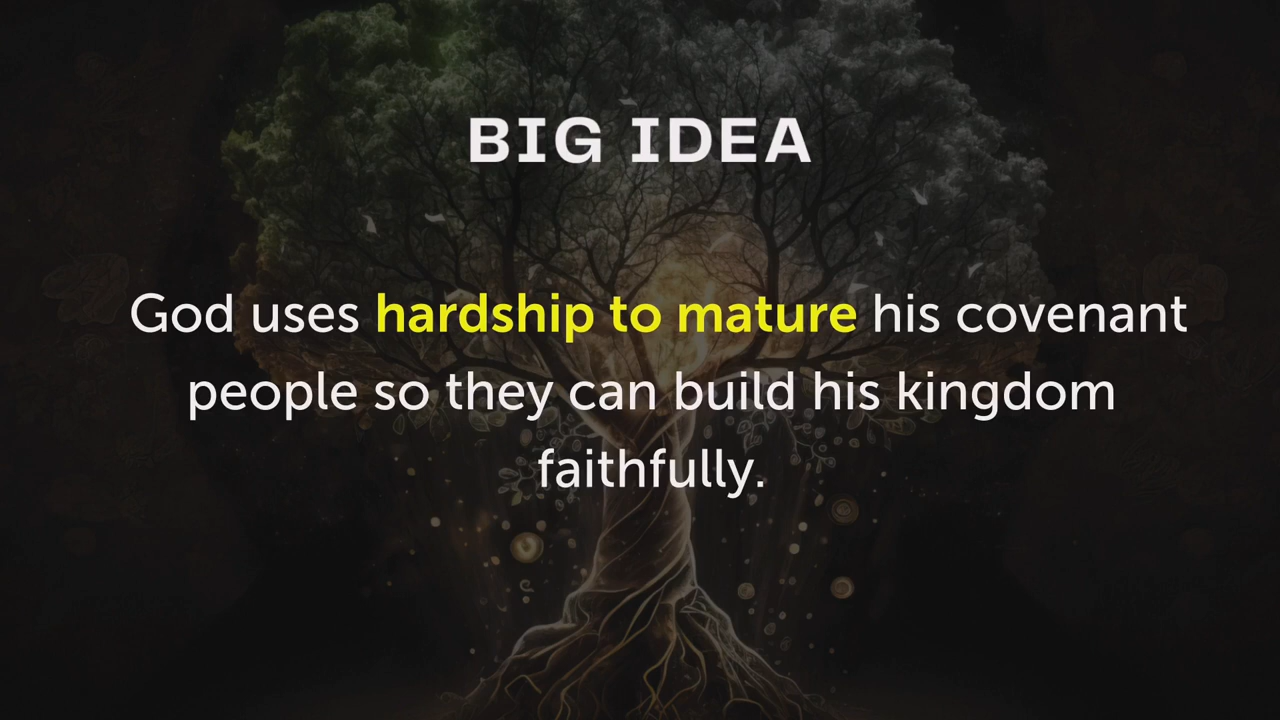 BIG IDEA
God uses hardship to mature his covenant
people so they can build his kingdom
faithfully.